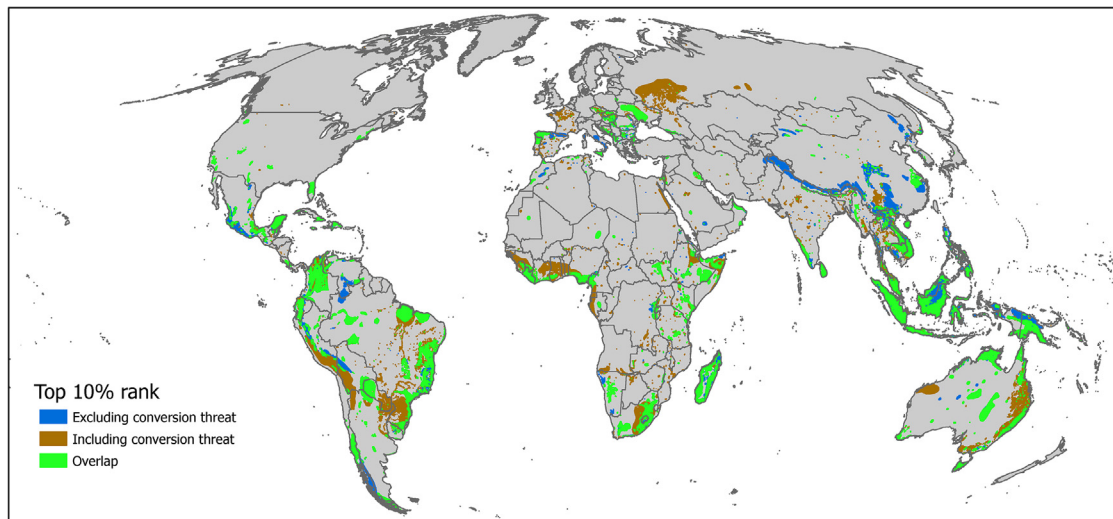 Top 10% rank
Excluding conversion threat
Including conversion threat
Overlap